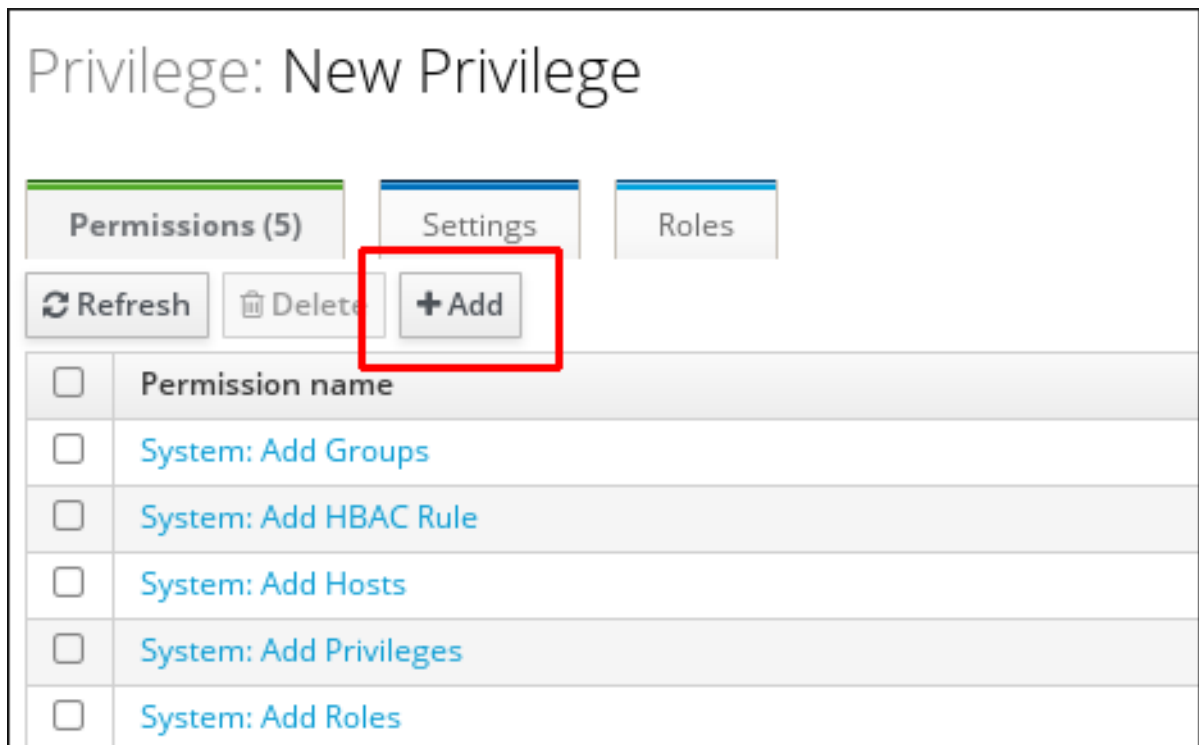 Privilege: New Privilege
Permissions (5) Settings Roles
Refresh Delete Add
Permission name
System: Add Groups
System: Add HBAC Rule
System: Add Hosts
System: Add Privileges
System: Add Roles